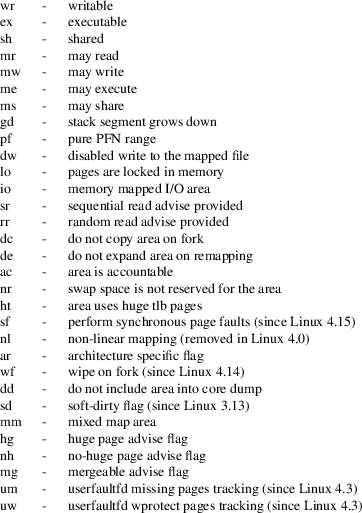 wr - writable
ex - executable
sh - shared
mr - may read
mw - may write
me - may execute
ms - may share
gd - stack segment grows down
pf - pure PFN range
dw - disabled write to the mapped file
lo - pages are locked in memory
io - memory mapped I/O area
sr - sequential read advise provided
rr - random read advise provided
dc - do not copy area on fork
de - do not expand area on remapping
ac - area is accountable
nr - swap space is not reserved for the area
ht - area uses huge tlb pages
sf - perform synchronous page faults (since Linux 4.15)
nl - non-linear mapping (removed in Linux 4.0)
ar - architecture specific flag
wf - wipe on fork (since Linux 4.14)
dd - do not include area into core dump
sd - soft-dirty flag (since Linux 3.13)
mm - mixed map area
hg - huge page advise flag
nh - no-huge page advise flag
mg - mergeable advise flag
um - userfaultfd missing pages tracking (since Linux 4.3)
uw - userfaultfd wprotect pages tracking (since Linux 4.3)